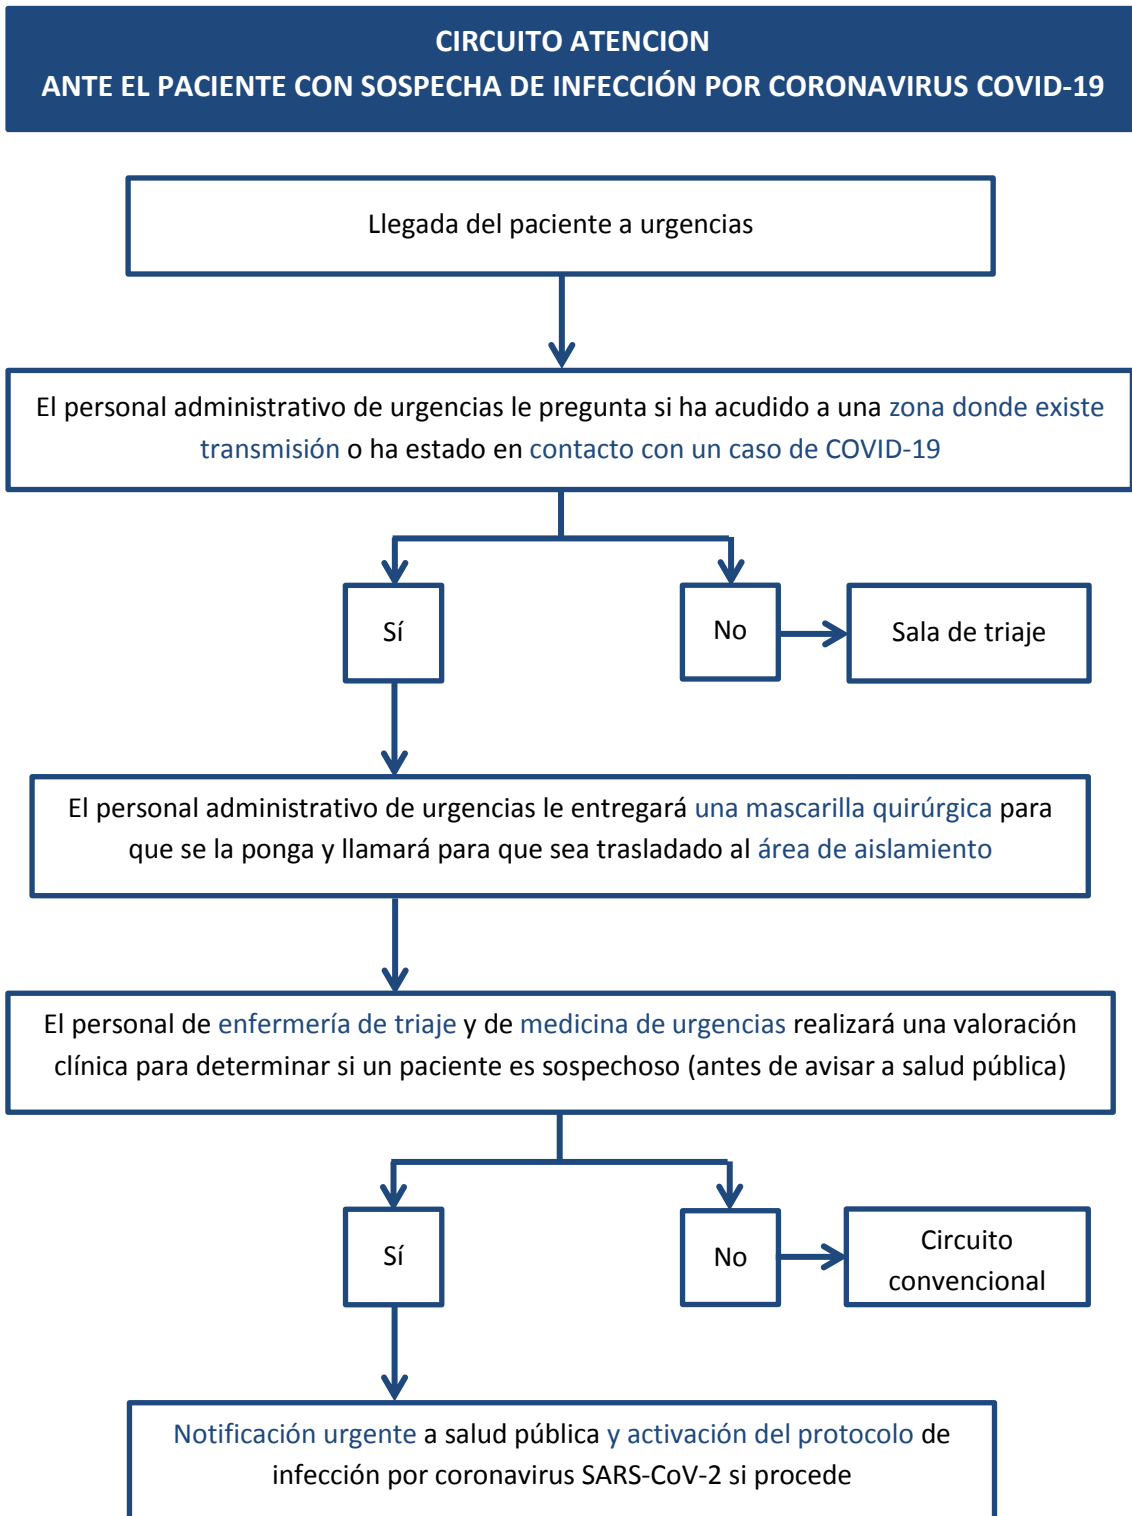 CIRCUITO ATENCION
ANTE EL PACIENTE CON SOSPECHA DE INFECCIÓN POR CORONAVIRUS COVID-19
Llegada del paciente a urgencias
El personal administrativo de urgencias le pregunta si ha acudido a una zona donde existe
transmisión o ha estado en contacto con un caso de COVID-19
Sí
No
Sala de triaje
El personal administrativo de urgencias le entregará una mascarilla quirúrgica para
que se la ponga y llamará para que sea trasladado al área de aislamiento
El personal de enfermería de triaje y de medicina de urgencias realizará una valoración
clínica para determinar si un paciente es sospechoso (antes de avisar a salud pública)
Sí
No
Circuito
convencional
Notificación urgente a salud pública y activación del protocolo de
infección por coronavirus SARS-CoV-2 si procede